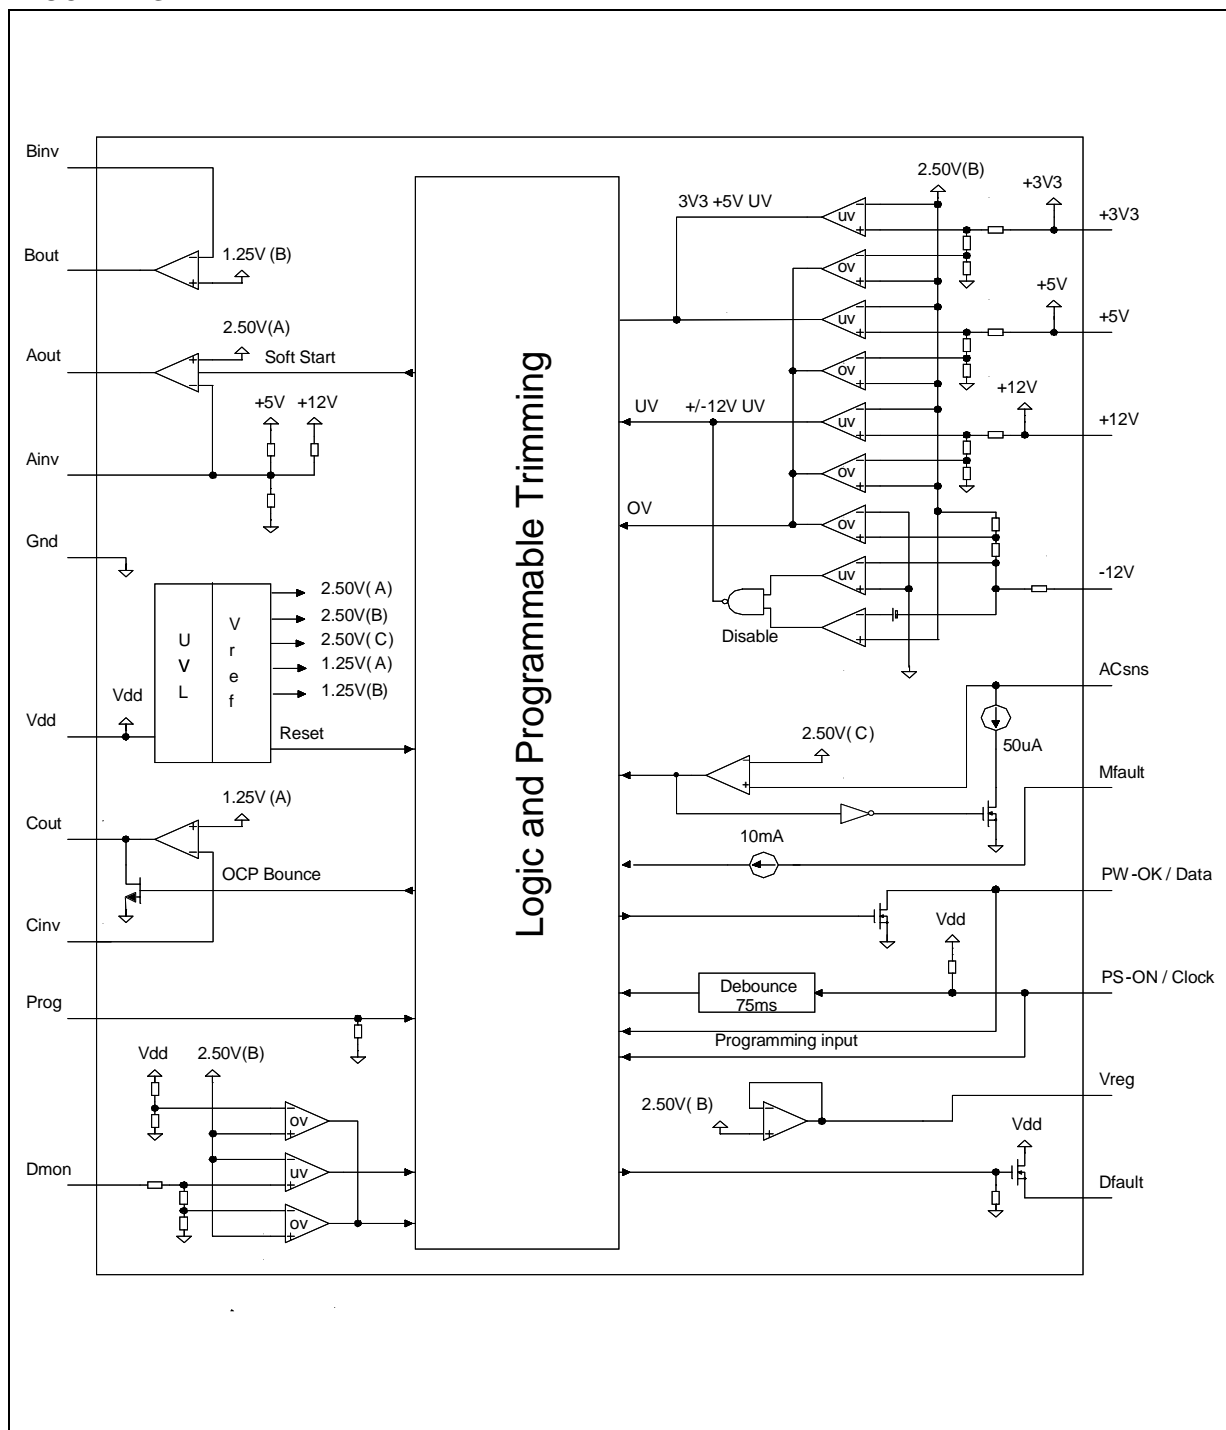 Binv
Bout
1.25V (B)
Aout
2.50V(A)
Soft Start
+5V +12V
Ainv
Gnd
U V L
V r e f
2.50V( A)
2.50V(B)
2.50V( C)
1.25V( A)
1.25V(B)
Vdd
Vdd
Reset
1.25V (A)
Cout
OCP Bounce
Cinv
Prog
Vdd 2.50V(B)
ov
Dmon
uv
ov
Logic and Programmable Trimming
2.50V(B)
+3V3
3V3 +5V UV
uv
+3V3
ov
+5V
uv
+5V
ov
+12V
UV
+/-12V UV
uv
+12V
ov
OV
ov
uv
-12V
Disable
ACsns
2.50V( C)
50uA
Mfault
10mA
PW-OK / Data
Vdd
Debounce
75ms
PS-ON / Clock
Programming input
Vreg
2.50V( B)
Vdd
Dfault